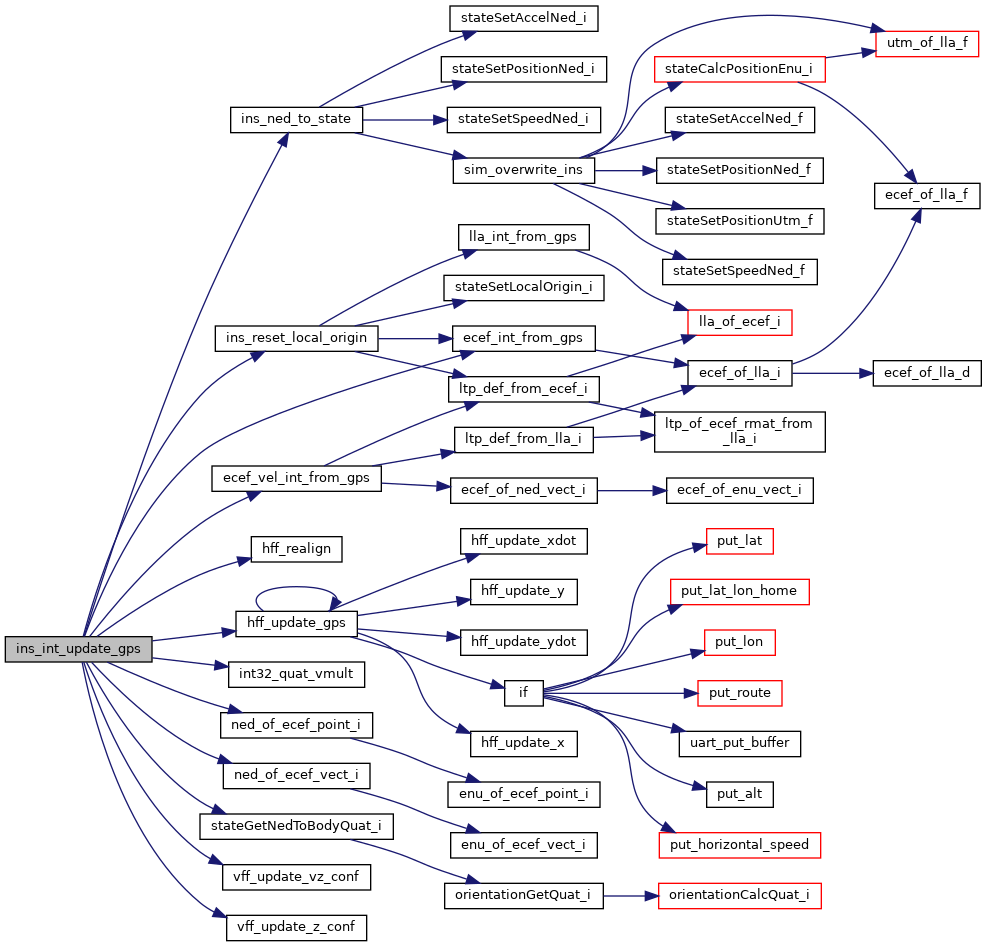 ins_int_update_gps
ins_ned_to_state
stateSetAccelNed_i
stateSetPositionNed_i
stateSetSpeedNed_i
sim_overwrite_ins
utm_of_lla_f
stateCalcPositionEnu_i
stateSetAccelNed_f
stateSetPositionNed_f
stateSetPositionUtm_f
stateSetSpeedNed_f
ecef_of_lla_f
ins_reset_local_origin
lla_int_from_gps
stateSetLocalOrigin_i
ecef_int_from_gps
ltp_def_from_ecef_i
lla_of_ecef_i
ecef_of_lla_i
ecef_of_lla_d
ltp_of_ecef_rmat_from
_lla_i
ecef_vel_int_from_gps
ltp_def_from_lla_i
ecef_of_ned_vect_i
ecef_of_enu_vect_i
hff_realign
hff_update_gps
hff_update_xdot
hff_update_y
hff_update_ydot
if
hff_update_x
put_lat
put_lat_lon_home
put_lon
put_route
uart_put_buffer
put_alt
put_horizontal_speed
int32_quat_vmult
ned_of_ecef_point_i
enu_of_ecef_point_i
ned_of_ecef_vect_i
enu_of_ecef_vect_i
stateGetNedToBodyQuat_i
orientationGetQuat_i
orientationCalcQuat_i
vff_update_vz_conf
vff_update_z_conf